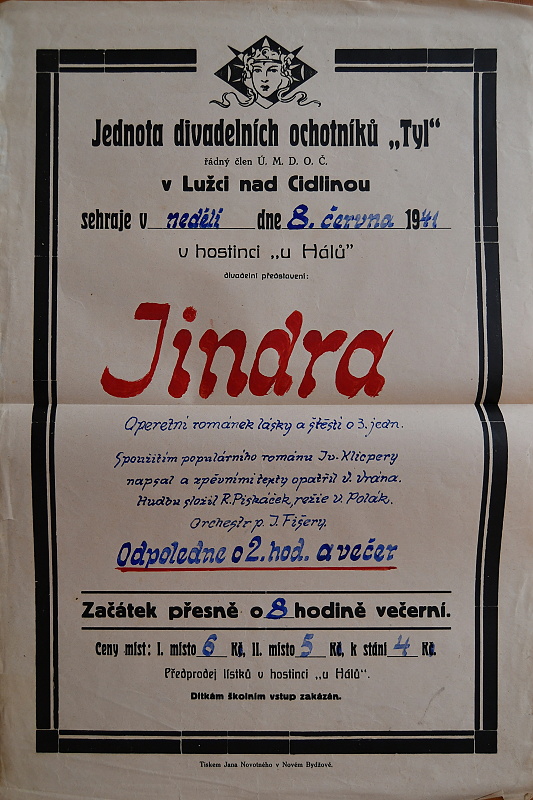 Jednota divadelních ochotníků „Tyl“
řádný člen Ú. M. D. O. Č.
v Lužci nad Cidlinou
sehraje v neděli dne 8. června 1941
v hostinci „u Hálů”
divadelní představení:
Jindra
Operetní románek lásky a štěstí o 3. jedn.
S použitím populárního románu Iv. Klicpery
napsal a zpěvními texty opatřil V. Vrána.
Hudbu složil R. Piskáček, režie V. Polák.
Orchestr p. J. Fišery.
Odpoledne o 2. hod. a večer
Začátek přesně o 8 hodině večerní.
Ceny míst: I. místo 6 Kč, II. místo 5 Kč, k stání 4 Kč.
Předprodej lístků v hostinci „u Hálů“.
Dítkám školním vstup zakázán.
Tiskem Jana Novotného v Novém Bydžově.